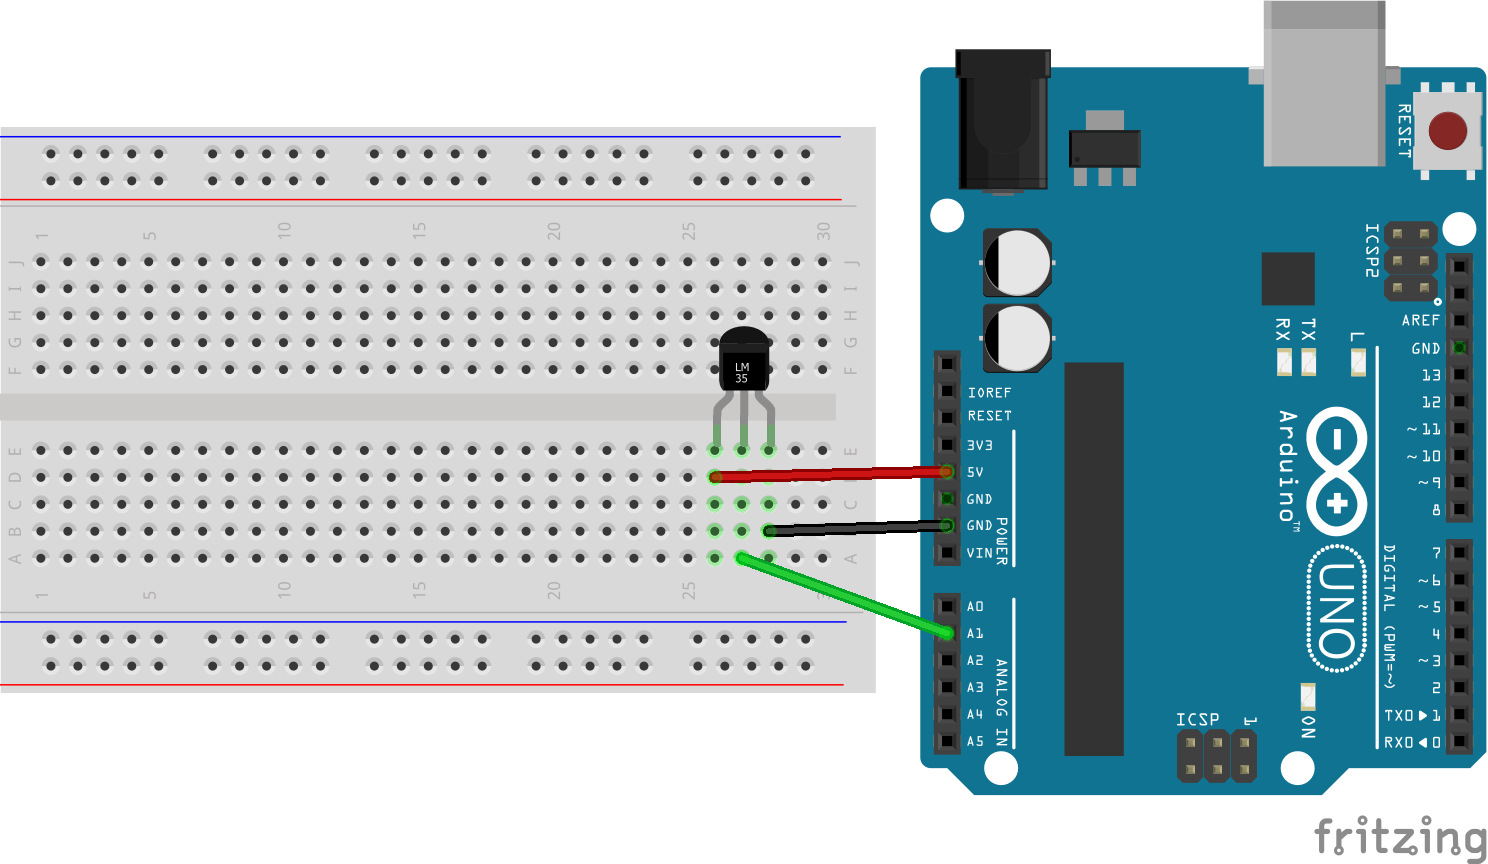 1 5 10 15 20 25 30
J J
I I
H H
G G
F F
E E
D D
C C
B B
A A
1 5 10 15 20 25
LM
35
IOREF
RESET
3V3
5V
GND
GND
VIN
POWER
A0
A1
A2
A3
A4
A5
ANALOG IN
RESET
ICSP2
AREF
GND
13
12
~11
~10
~9
8
7
~6
~5
4
~3
2
TX0▶1
RX0◀0
DIGITAL (PWM=~)
RX
TX
L
Arduino™
UNO
ON
ICSP
1
fritzing